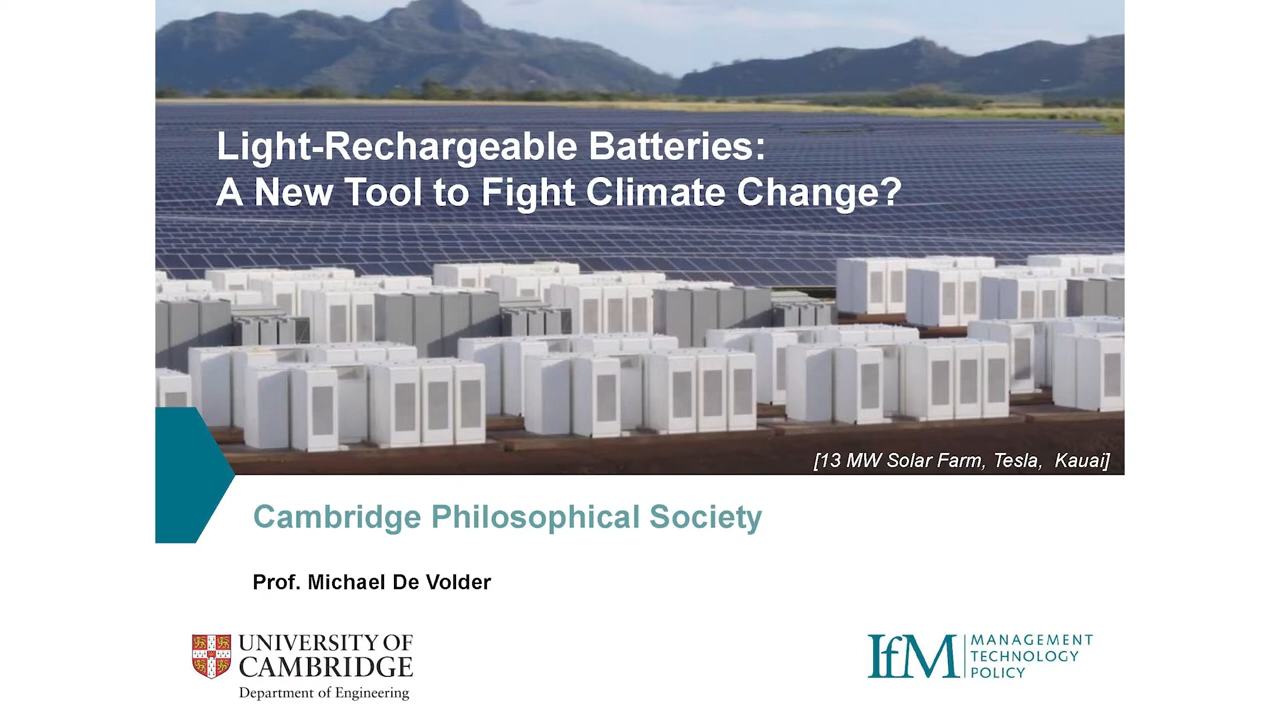 Light-Rechargeable Batteries:
A New Tool to Fight Climate Change?
[13 MW Solar Farm, Tesla, Kauai]
Cambridge Philosophical Society
Prof. Michael De Volder
UNIVERSITY OF
CAMBRIDGE
Department of Engineering
IfM
MANAGEMENT
TECHNOLOGY
POLICY